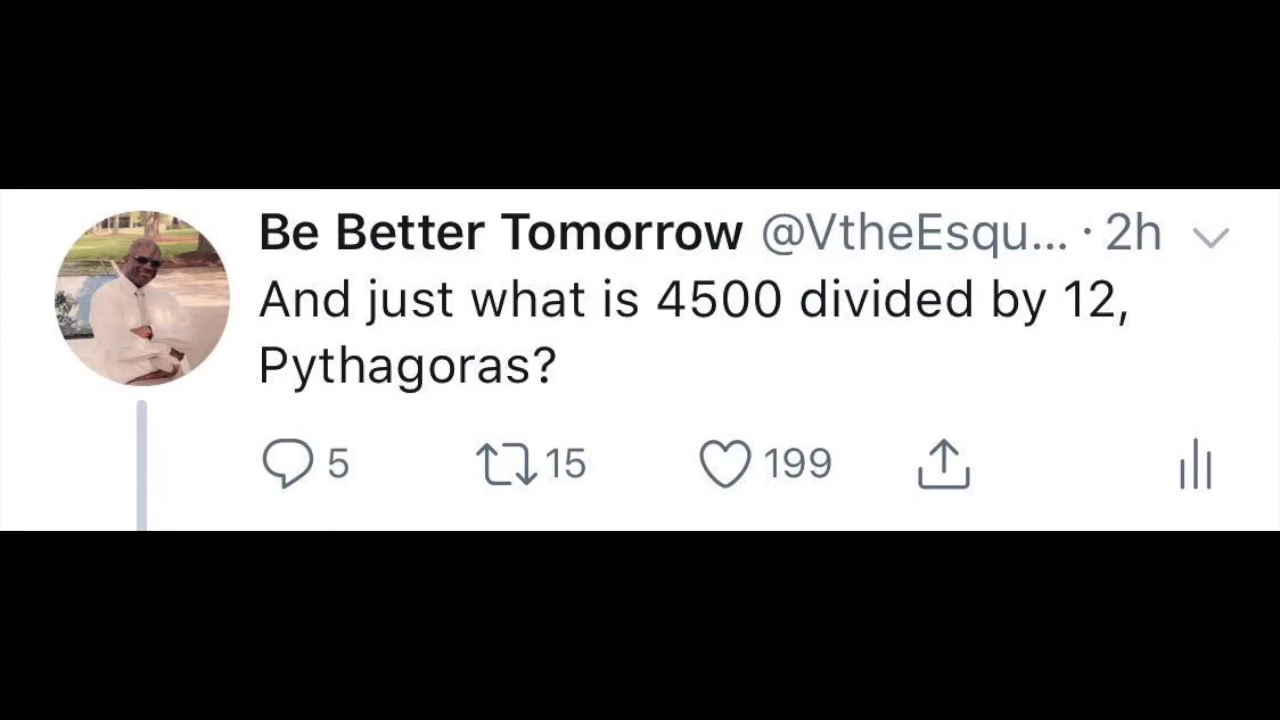 Be Better Tomorrow @VtheEsqu... · 2h
And just what is 4500 divided by 12,
Pythagoras?
5 15 199